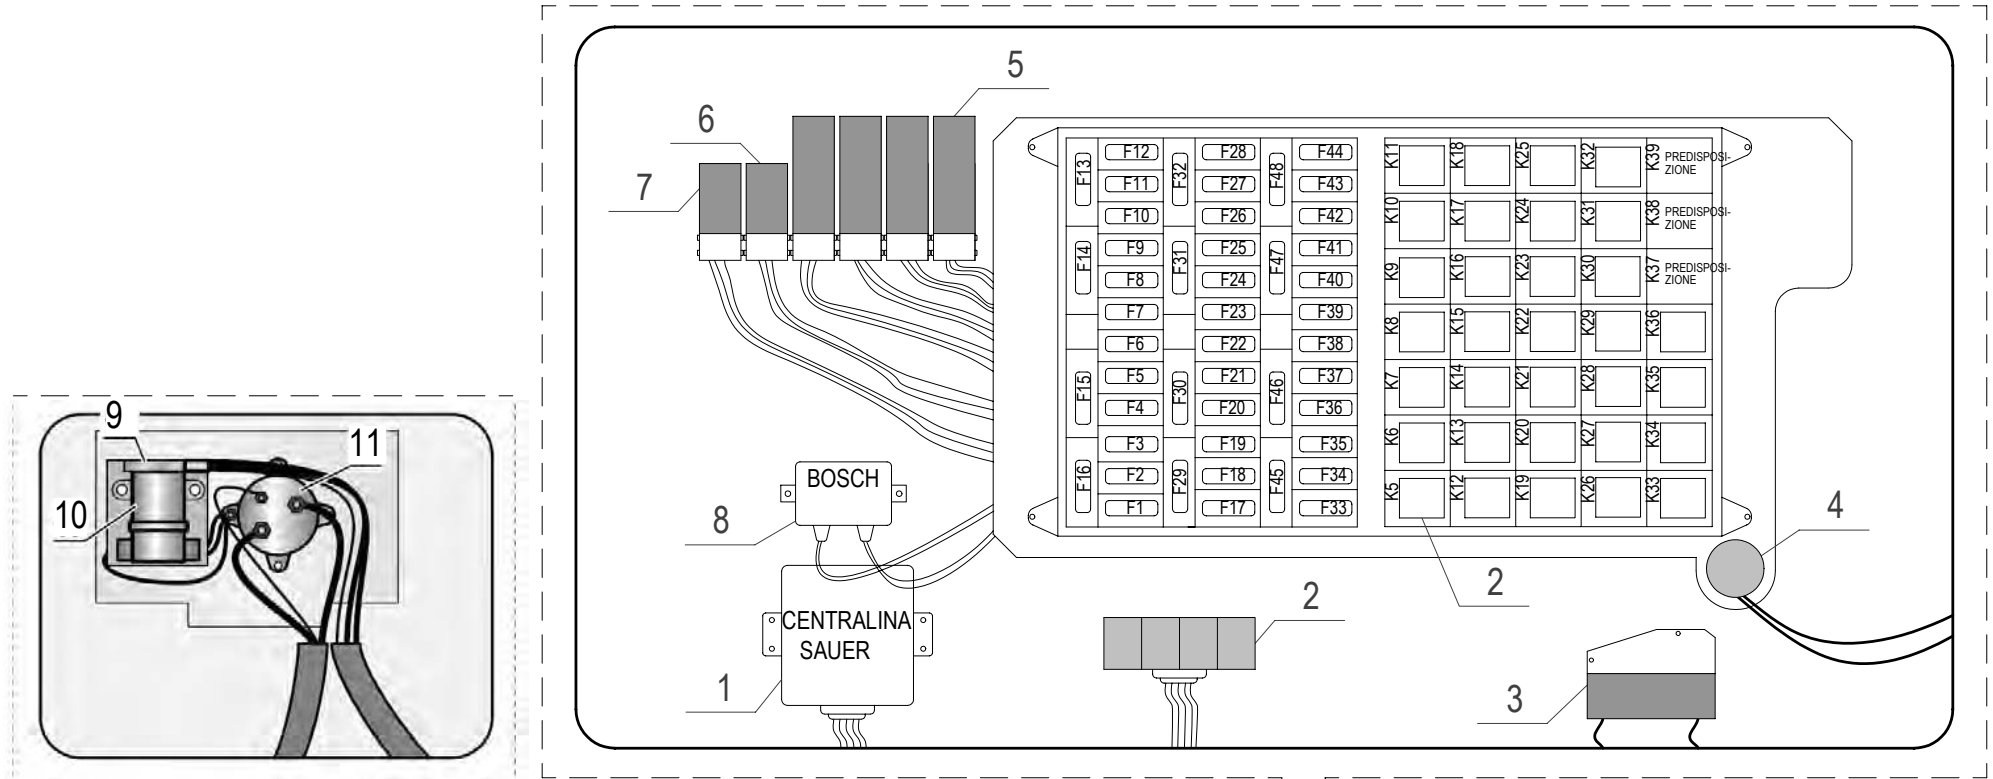 5
6
7
F13
F12
F11
F10
F32
F28
F27
F26
F48
F44
F43
F42
F14
F9
F8
F7
F6
F31
F25
F24
F23
F22
F47
F41
F40
F39
F38
F15
F5
F4
F30
F21
F20
F46
F37
F36
F16
F3
F2
F1
F29
F19
F18
F17
F45
F35
F34
F33
K11
K18
K25
K32
K39
PREDISPOSI-
ZIONE
K10
K17
K24
K31
K38
PREDISPOSI-
ZIONE
K9
K16
K23
K30
K37
PREDISPOSI-
ZIONE
K8
K15
K22
K29
K36
K7
K14
K21
K28
K35
K6
K13
K20
K27
K34
K5
K12
K19
K26
K33
BOSCH
8
CENTRALINA
SAUER
1
2
2
3
4
9
10
11